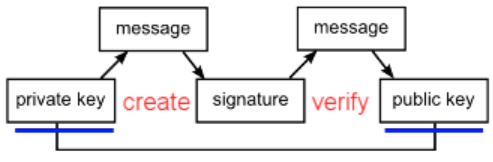 message
message
private key
create
signature
verify
public key